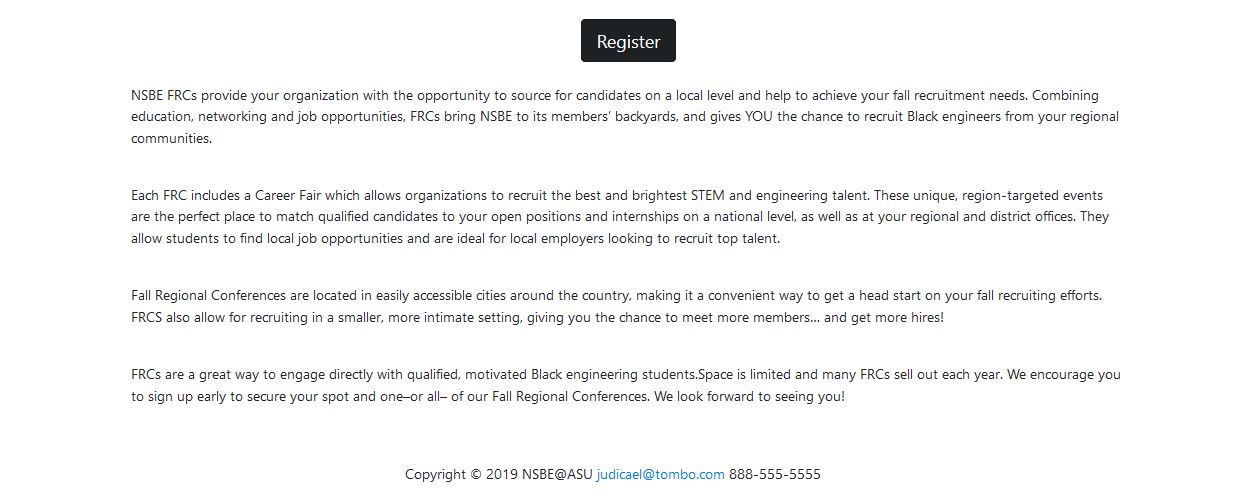 Register
NSBE FRCs provide your organization with the opportunity to source for candidates on a local level and help to achieve your fall recruitment needs. Combining
education, networking and job opportunities, FRCs bring NSBE to its members’ backyards, and gives YOU the chance to recruit Black engineers from your regional
communities.
Each FRC includes a Career Fair which allows organizations to recruit the best and brightest STEM and engineering talent. These unique, region-targeted events
are the perfect place to match qualified candidates to your open positions and internships on a national level, as well as at your regional and district offices. They
allow students to find local job opportunities and are ideal for local employers looking to recruit top talent.
Fall Regional Conferences are located in easily accessible cities around the country, making it a convenient way to get a head start on your fall recruiting efforts.
FRCS also allow for recruiting in a smaller, more intimate setting, giving you the chance to meet more members... and get more hires!
FRCs are a great way to engage directly with qualified, motivated Black engineering students.Space is limited and many FRCs sell out each year. We encourage you
to sign up early to secure your spot and one–or all– of our Fall Regional Conferences. We look forward to seeing you!
Copyright © 2019 NSBE@ASU judicael@tombo.com 888-555-5555